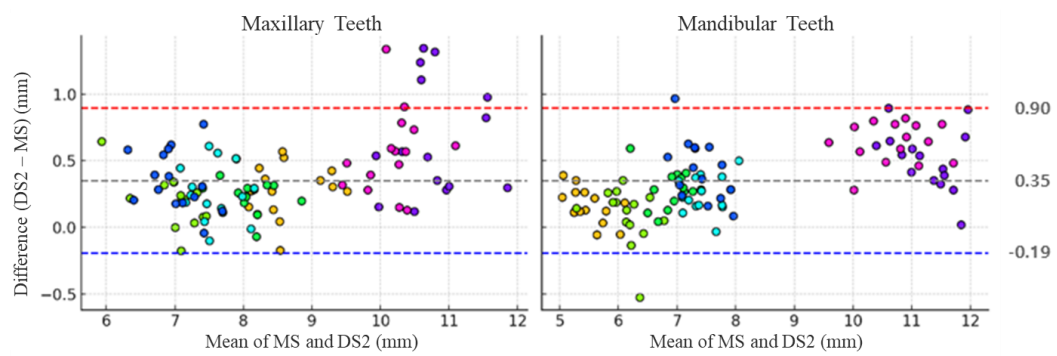 Maxillary Teeth
Mandibular Teeth
Difference (DS2 – MS) (mm)
1.0
0.5
0.0
−0.5
0.90
0.35
-0.19
6 7 8 9 10 11 12
5 6 7 8 9 10 11 12
Mean of MS and DS2 (mm)
Mean of MS and DS2 (mm)